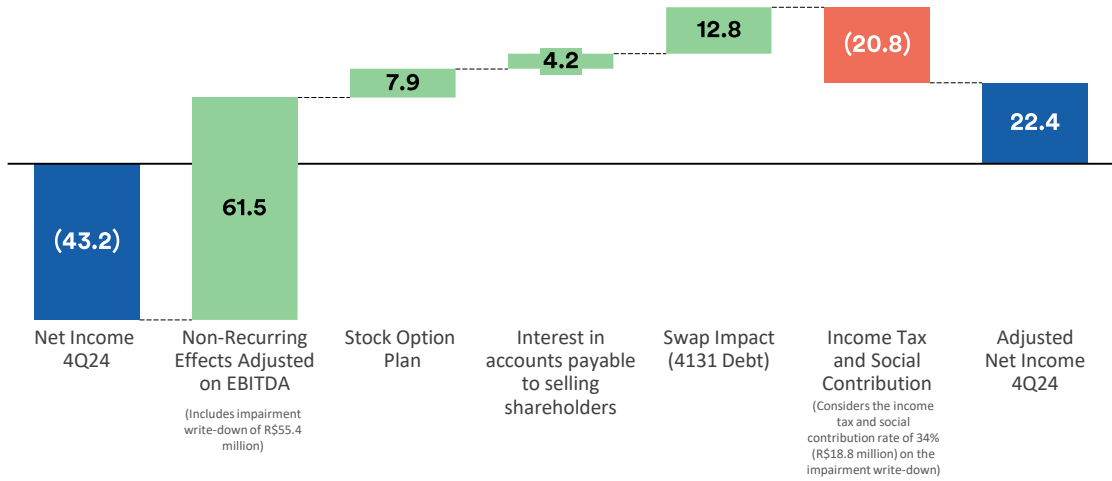 12.8
(20.8)
4.2
7.9
22.4
61.5
(43.2)
Net Income
4Q24
Non-Recurring
Effects Adjusted
on EBITDA
(Includes impairment
write-down of R$55.4
million)
Stock Option
Plan
Interest in
accounts payable
to selling
shareholders
Swap Impact
(4131 Debt)
Income Tax
and Social
Contribution
(Considers the income
tax and social
contribution rate of 34%
(R$18.8 million) on the
impairment write-down)
Adjusted
Net Income
4Q24